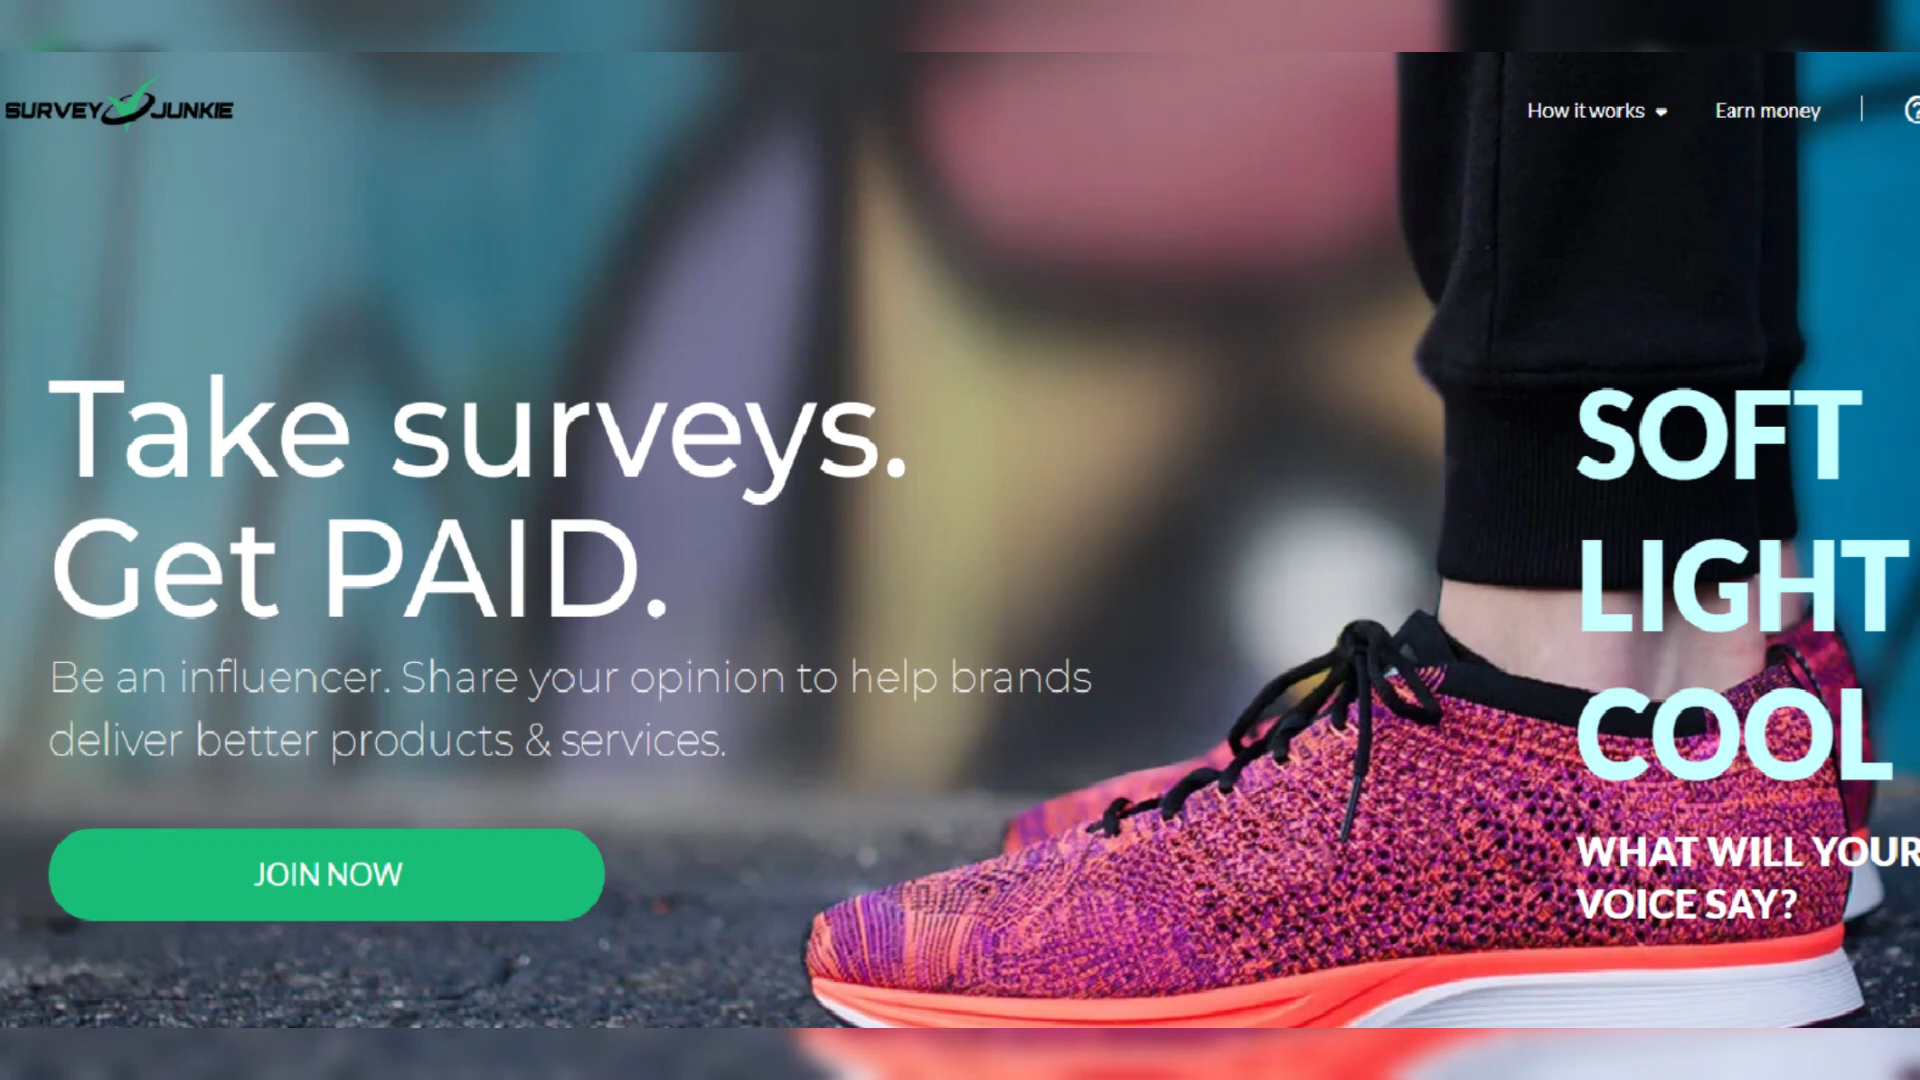 SURVEY JUNKIE
How it works
Earn money
Take surveys.
Get PAID.
Be an influencer. Share your opinion to help brands
deliver better products & services.
JOIN NOW
SOFT
LIGHT
COOL
WHAT WILL YOUR
VOICE SAY?